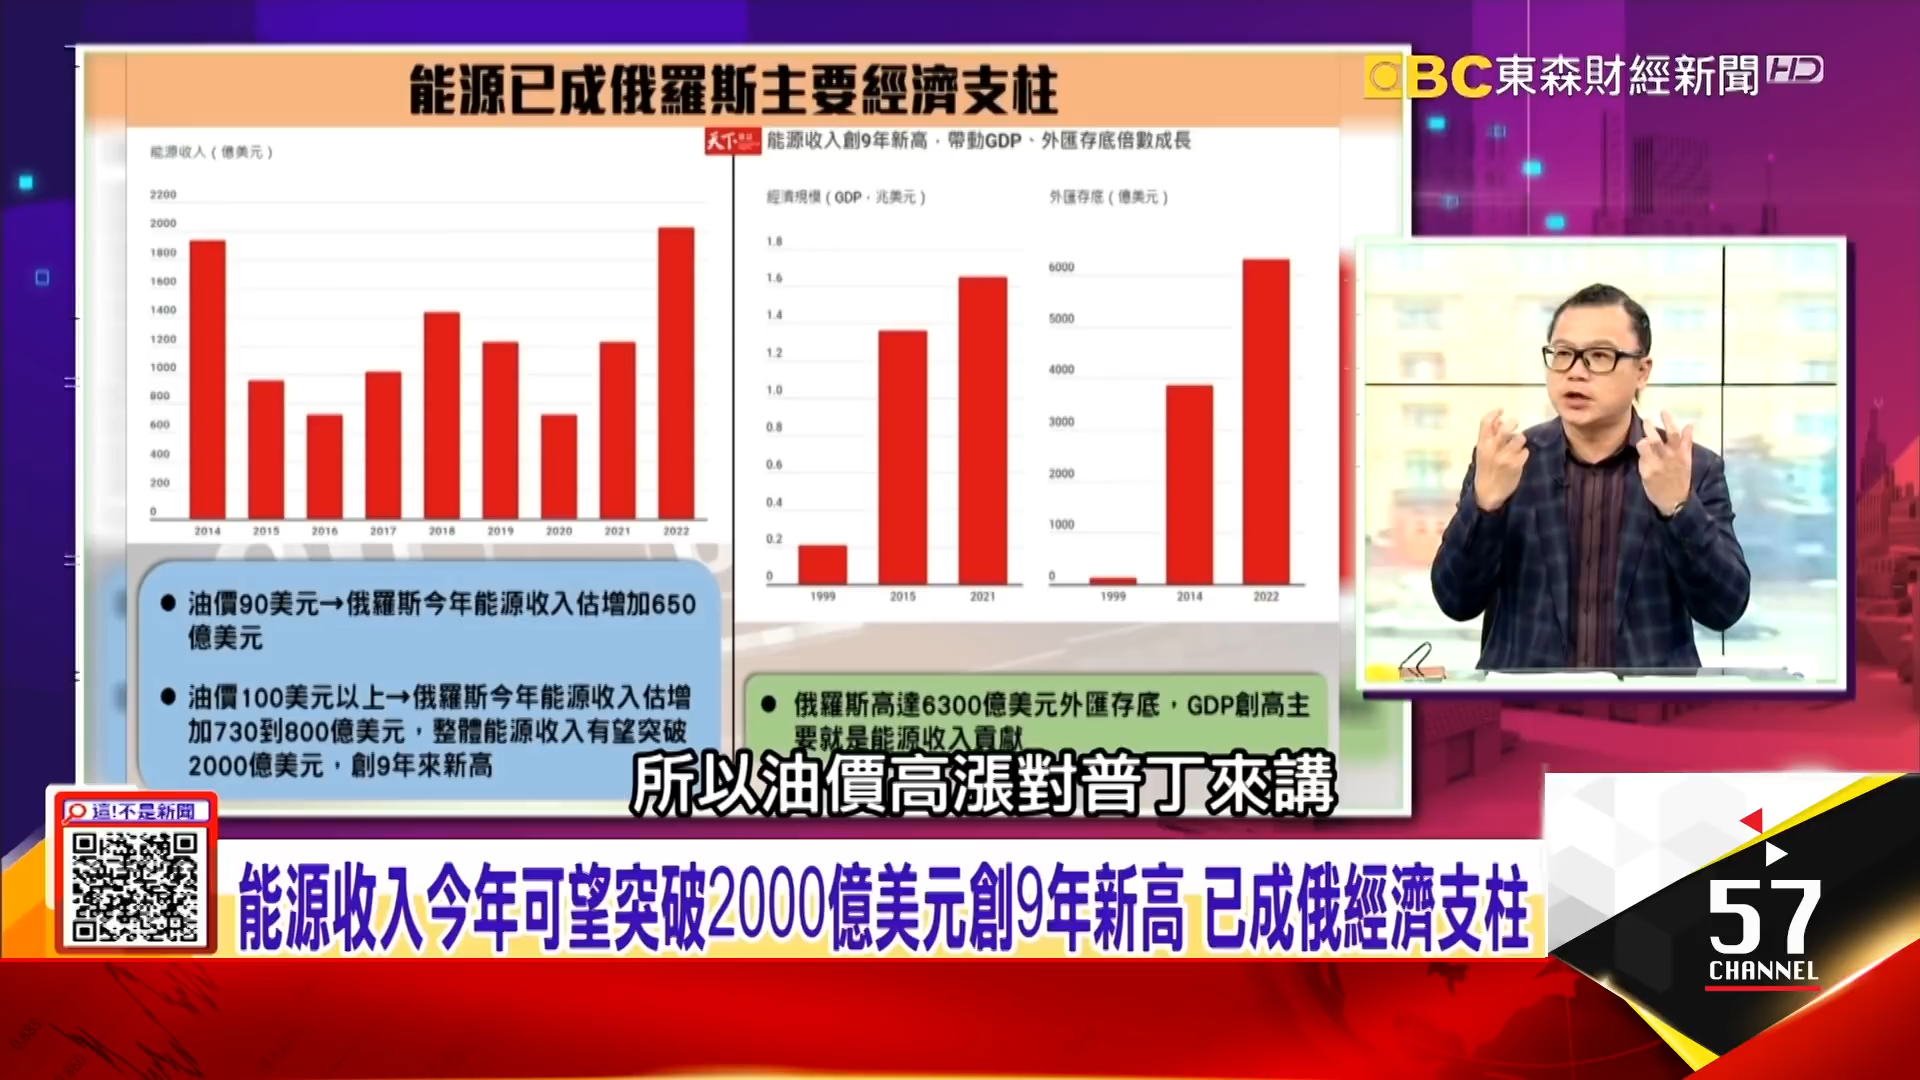 能源已成俄羅斯主要經濟支柱
EBC東森財經新聞HD
天下
能源收入創9年新高，帶動GDP、外匯存底倍數成長
能源收入（億美元）
2200
2000
1800
1600
1400
1200
1000
800
600
400
200
0
2014 2015 2016 2017 2018 2019 2020 2021 2022
經濟規模（GDP，兆美元）
1.8
1.6
1.4
1.2
1.0
0.8
0.6
0.4
0.2
0
1999 2015 2021
外匯存底（億美元）
6000
5000
4000
3000
2000
1000
0
1999 2014 2022
● 油價90美元→俄羅斯今年能源收入估增加650
億美元
● 油價100美元以上→俄羅斯今年能源收入估增
加730到800億美元，整體能源收入有望突破
2000億美元，創9年來新高
● 俄羅斯高達6300億美元外匯存底，GDP創高主
要就是能源收入貢獻
所以油價高漲對普丁來講
這!不是新聞
能源收入今年可望突破2000億美元創9年新高 已成俄經濟支柱
57
CHANNEL